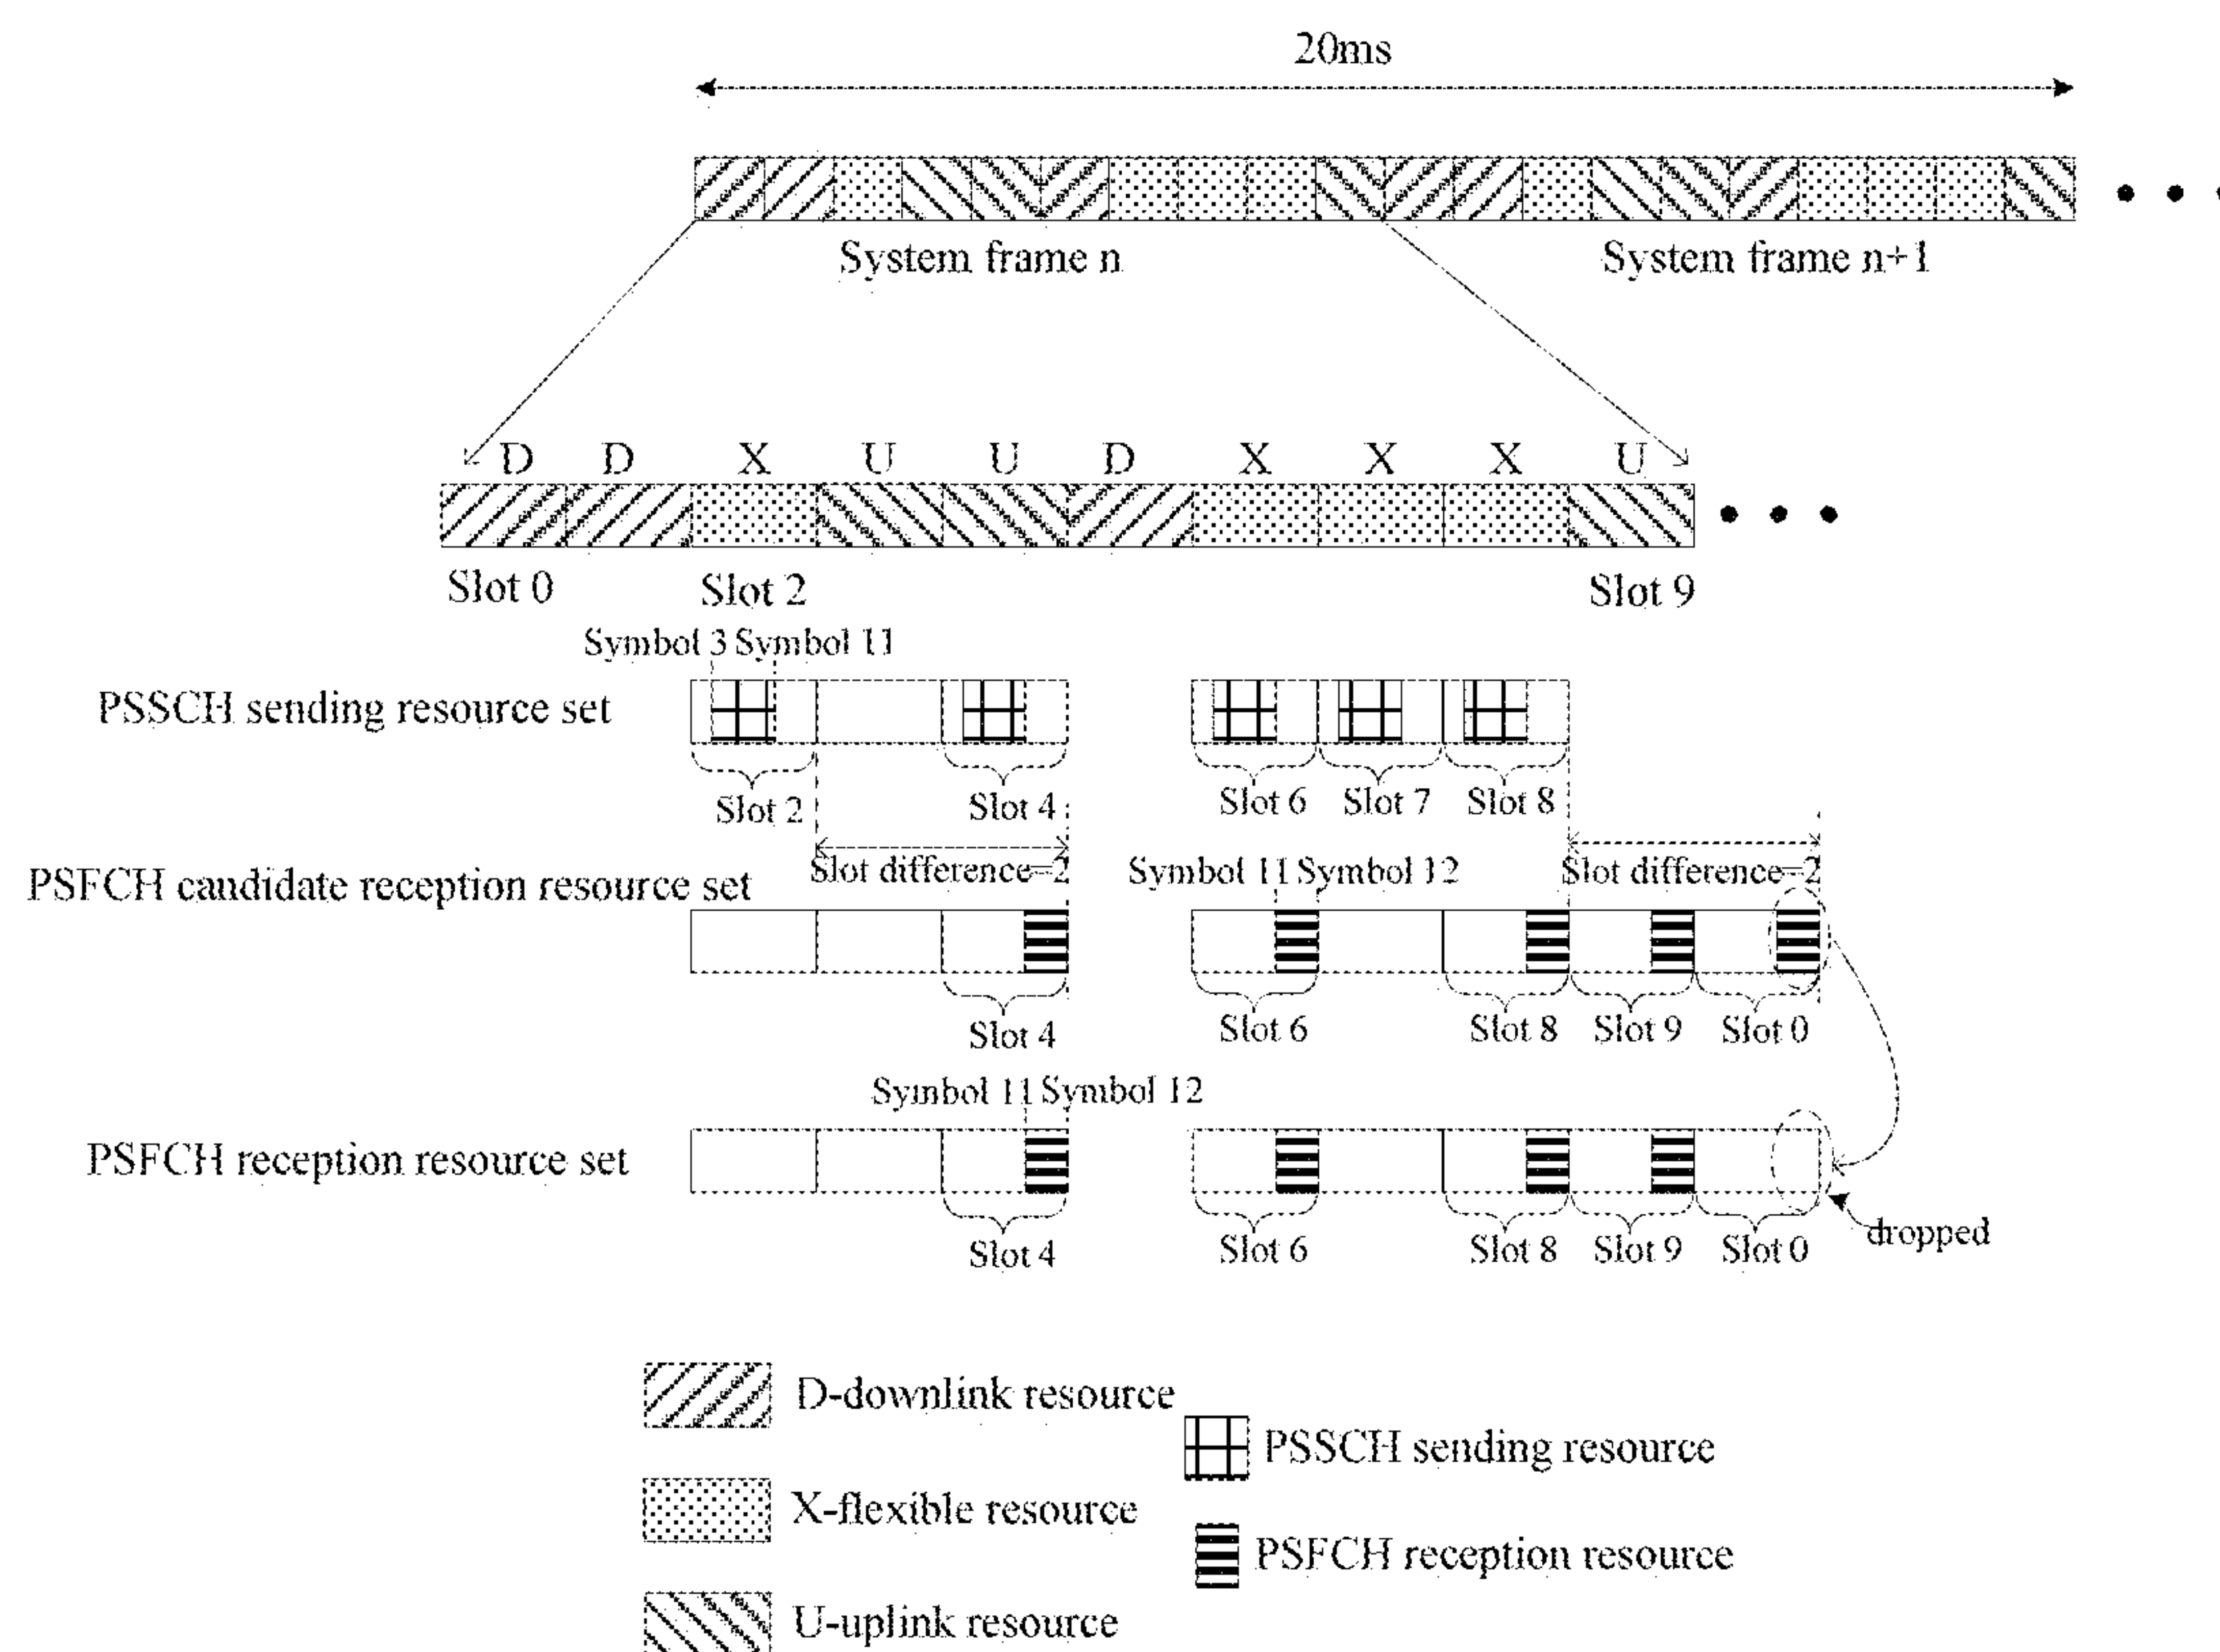 20ms
System frame n System frame n+1
D D X U U D X X X U
Slot 0 Slot 2 Slot 9
Symbol 3 Symbol 11
PSSCH sending resource set
Slot 2 Slot 4 Slot 6 Slot 7 Slot 8
Slot difference=2 Symbol 11 Symbol 12 Slot difference=2
PSFCH candidate reception resource set
Slot 4 Slot 6 Slot 8 Slot 9 Slot 0
Symbol 11 Symbol 12
PSFCH reception resource set
dropped
Slot 4 Slot 6 Slot 8 Slot 9 Slot 0
D-downlink resource
PSSCH sending resource
X-flexible resource
PSFCH reception resource
U-uplink resource